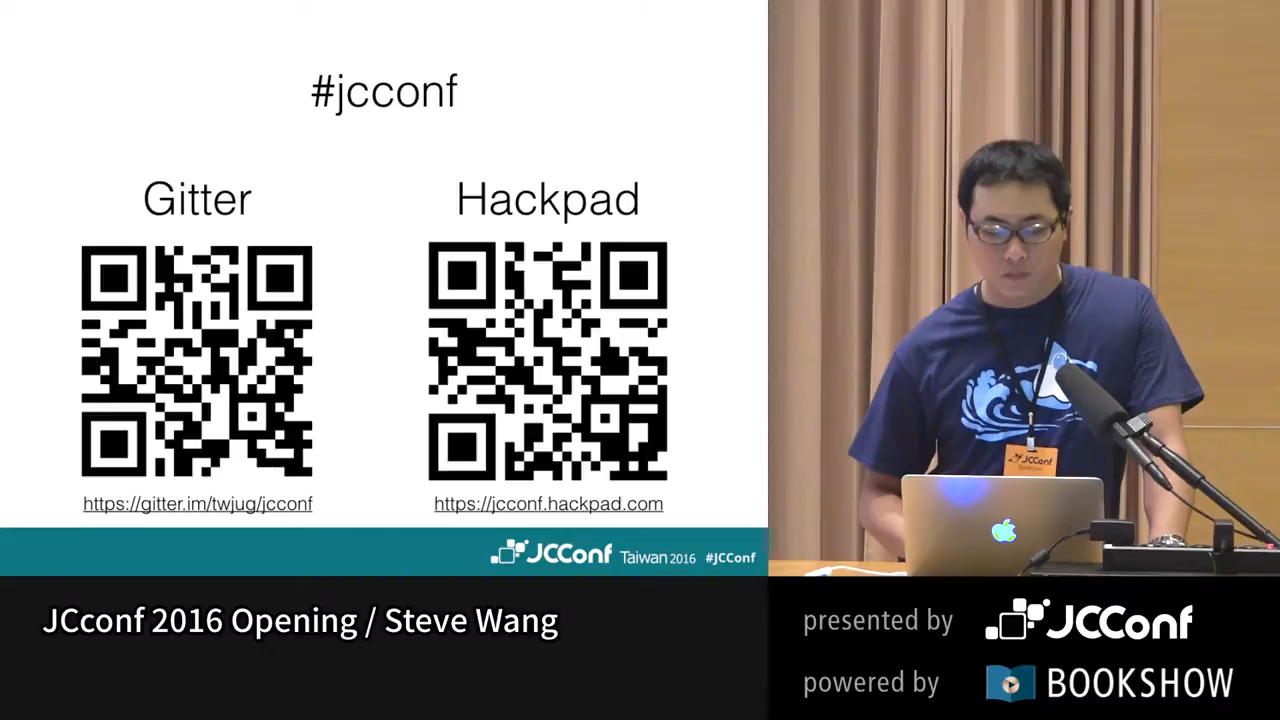 #jcconf
Gitter
Hackpad
https://gitter.im/twjug/jcconf
https://jcconf.hackpad.com
JCConf Taiwan 2016 #JCConf
JCConf
JCconf 2016 Opening / Steve Wang
presented by JCConf
powered by BOOKSHOW